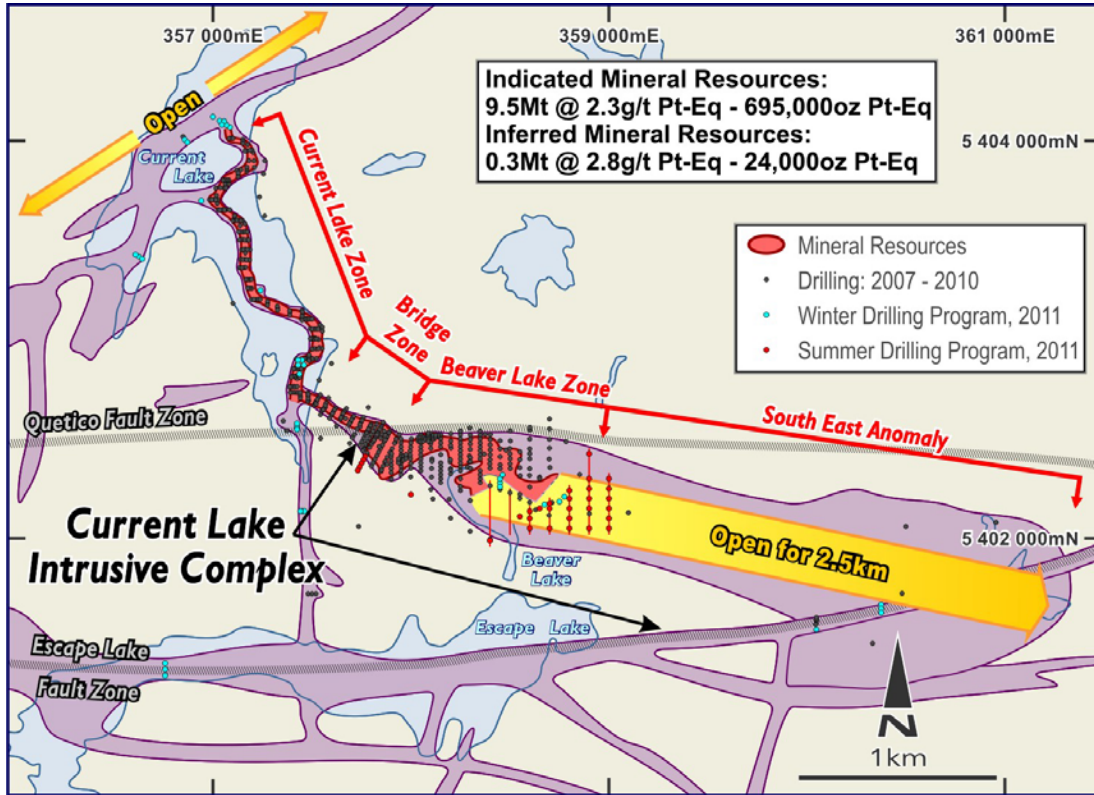 357 000mE
359 000mE
361 000mE
Indicated Mineral Resources:
9.5Mt @ 2.3g/t Pt-Eq - 695,000oz Pt-Eq
Inferred Mineral Resources:
0.3Mt @ 2.8g/t Pt-Eq - 24,000oz Pt-Eq
Open
5 404 000mN
Current
Lake
Current Lake Zone
Mineral Resources
Drilling: 2007 - 2010
Winter Drilling Program, 2011
Summer Drilling Program, 2011
Bridge
Zone
Beaver Lake Zone
South East Anomaly
Quetico Fault Zone
Current Lake
Intrusive Complex
Open for 2.5km
5 402 000mN
Beaver
Lake
Escape Lake
Escape Lake
Fault Zone
N
1km